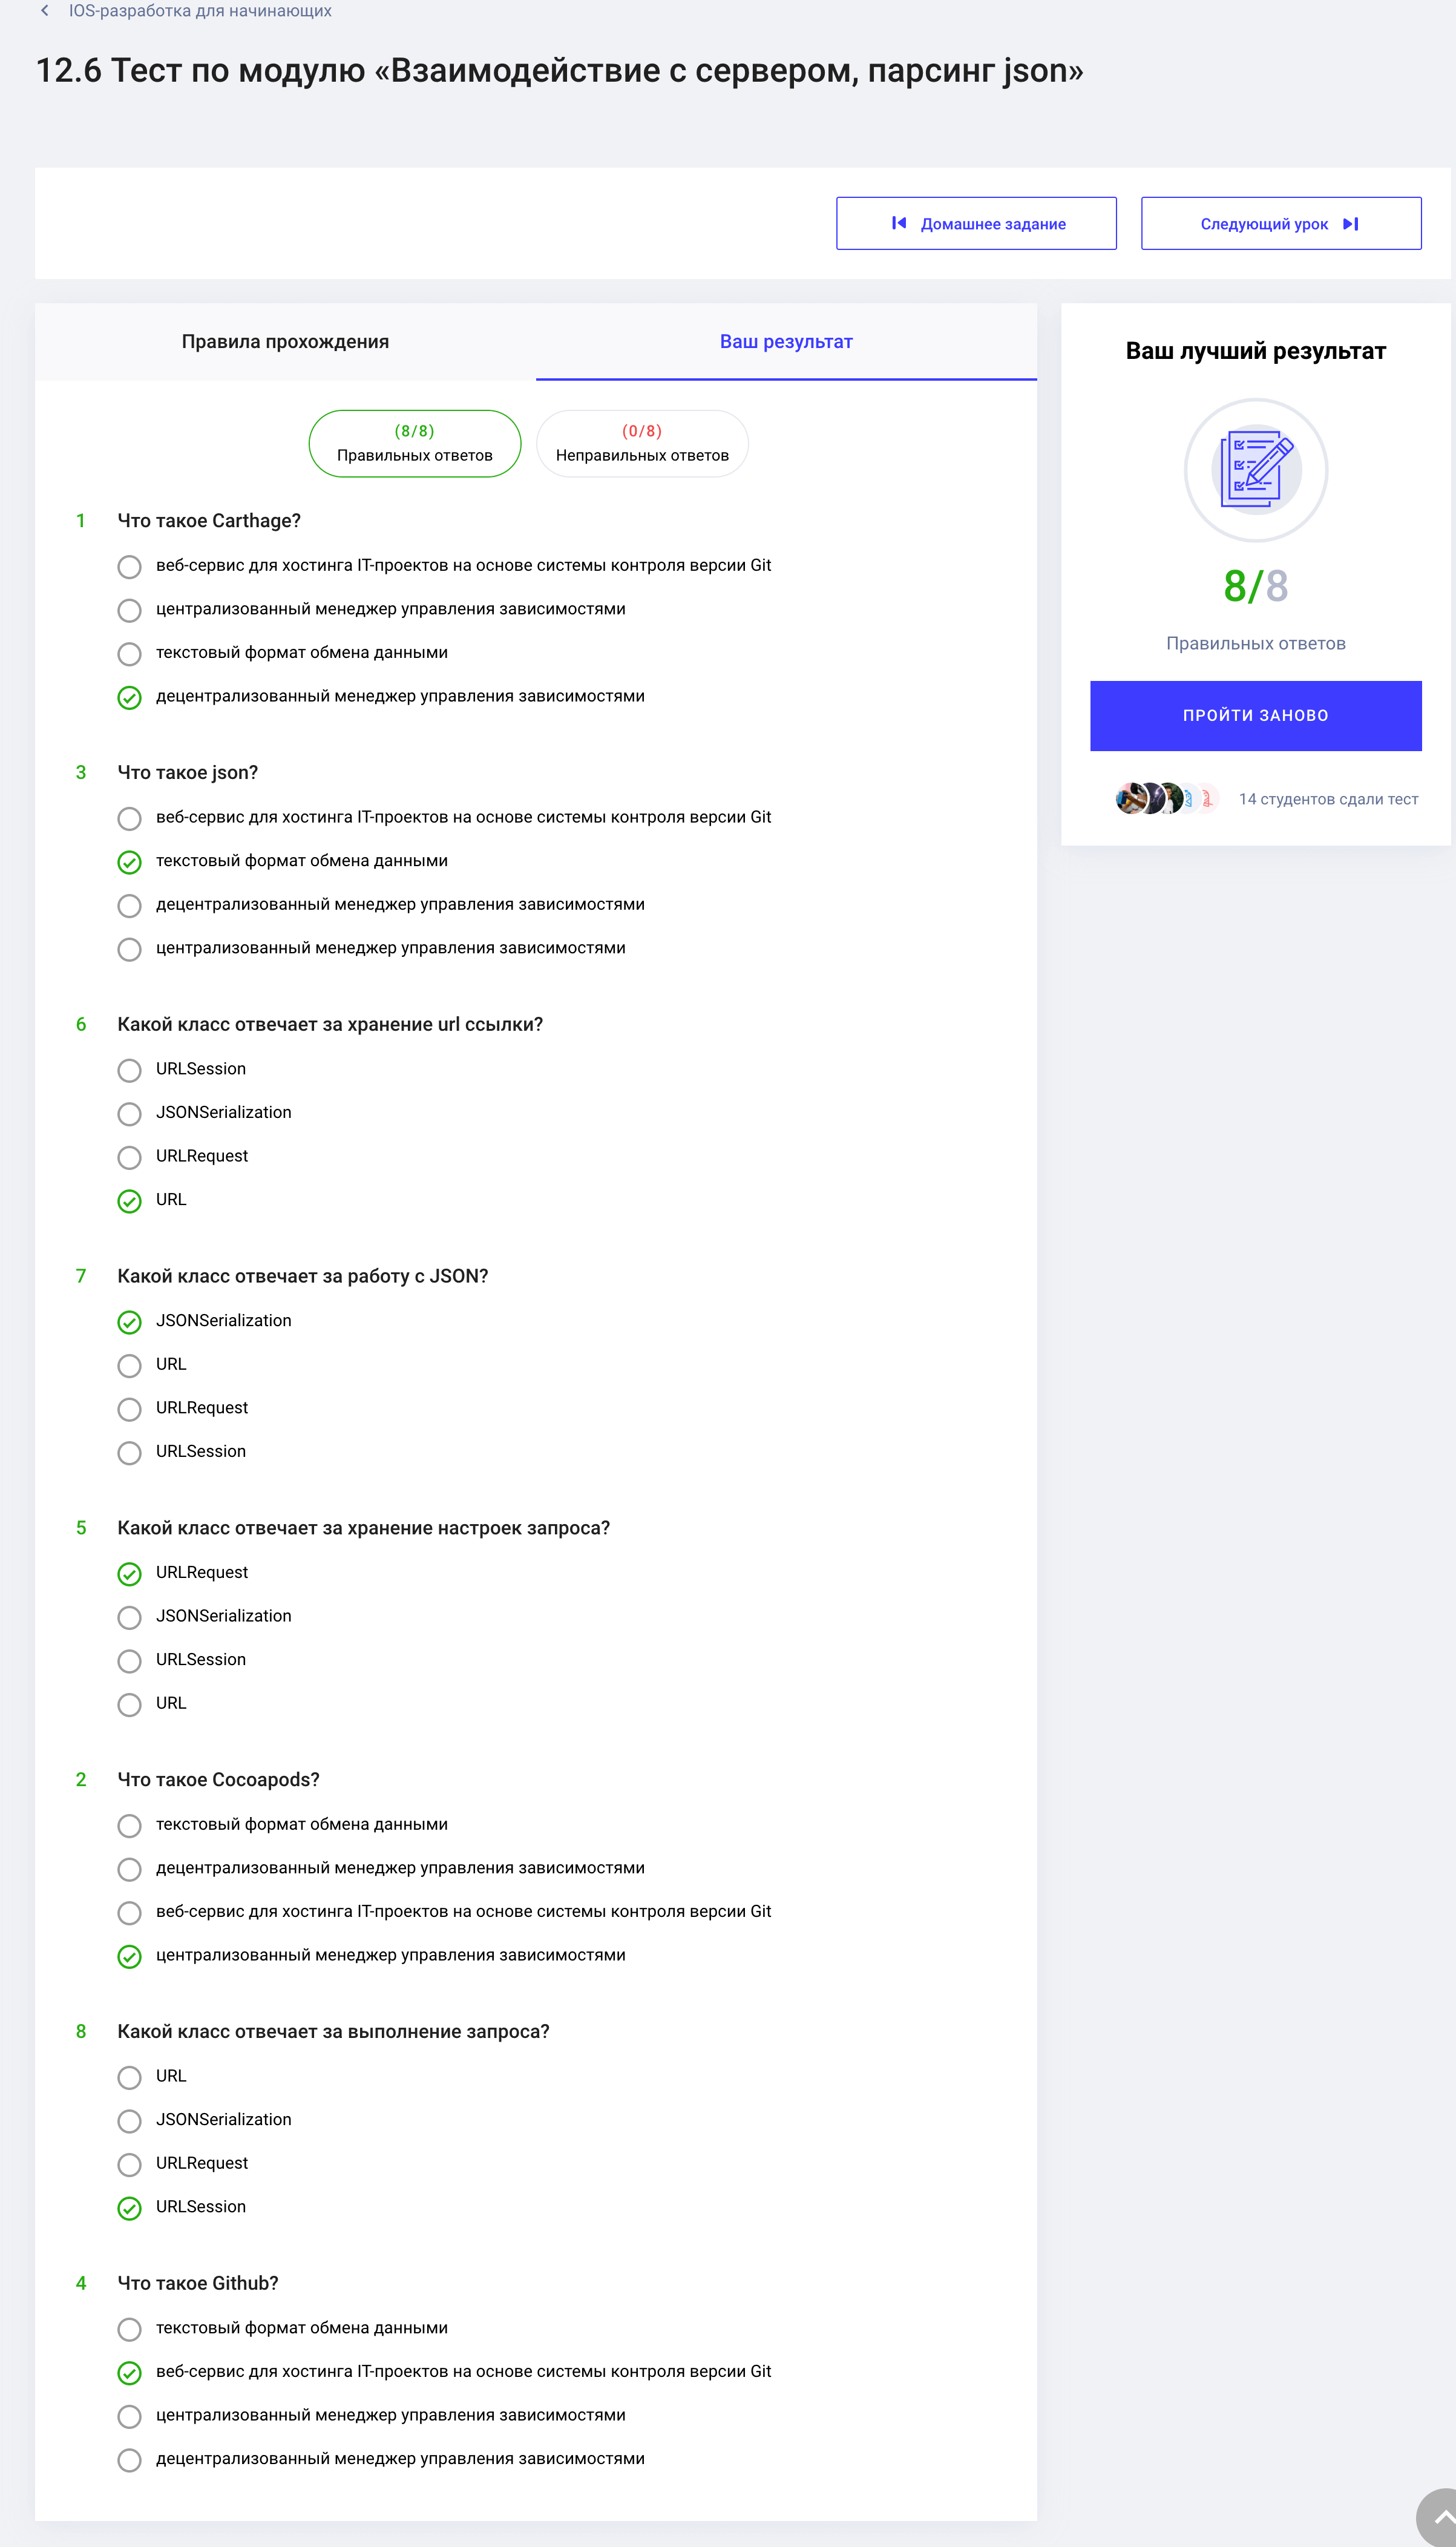 IOS-разработка для начинающих
12.6 Тест по модулю «Взаимодействие с сервером, парсинг json»
Домашнее задание
Следующий урок
Правила прохождения
Ваш результат
(8/8)
Правильных ответов
(0/8)
Неправильных ответов
1 Что такое Carthage?
веб-сервис для хостинга IT-проектов на основе системы контроля версии Git
централизованный менеджер управления зависимостями
текстовый формат обмена данными
децентрализованный менеджер управления зависимостями
3 Что такое json?
веб-сервис для хостинга IT-проектов на основе системы контроля версии Git
текстовый формат обмена данными
децентрализованный менеджер управления зависимостями
централизованный менеджер управления зависимостями
6 Какой класс отвечает за хранение url ссылки?
URLSession
JSONSerialization
URLRequest
URL
7 Какой класс отвечает за работу с JSON?
JSONSerialization
URL
URLRequest
URLSession
5 Какой класс отвечает за хранение настроек запроса?
URLRequest
JSONSerialization
URLSession
URL
2 Что такое Cocoapods?
текстовый формат обмена данными
децентрализованный менеджер управления зависимостями
веб-сервис для хостинга IT-проектов на основе системы контроля версии Git
централизованный менеджер управления зависимостями
8 Какой класс отвечает за выполнение запроса?
URL
JSONSerialization
URLRequest
URLSession
4 Что такое Github?
текстовый формат обмена данными
веб-сервис для хостинга IT-проектов на основе системы контроля версии Git
централизованный менеджер управления зависимостями
децентрализованный менеджер управления зависимостями
Ваш лучший результат
8/8
Правильных ответов
ПРОЙТИ ЗАНОВО
14 студентов сдали тест